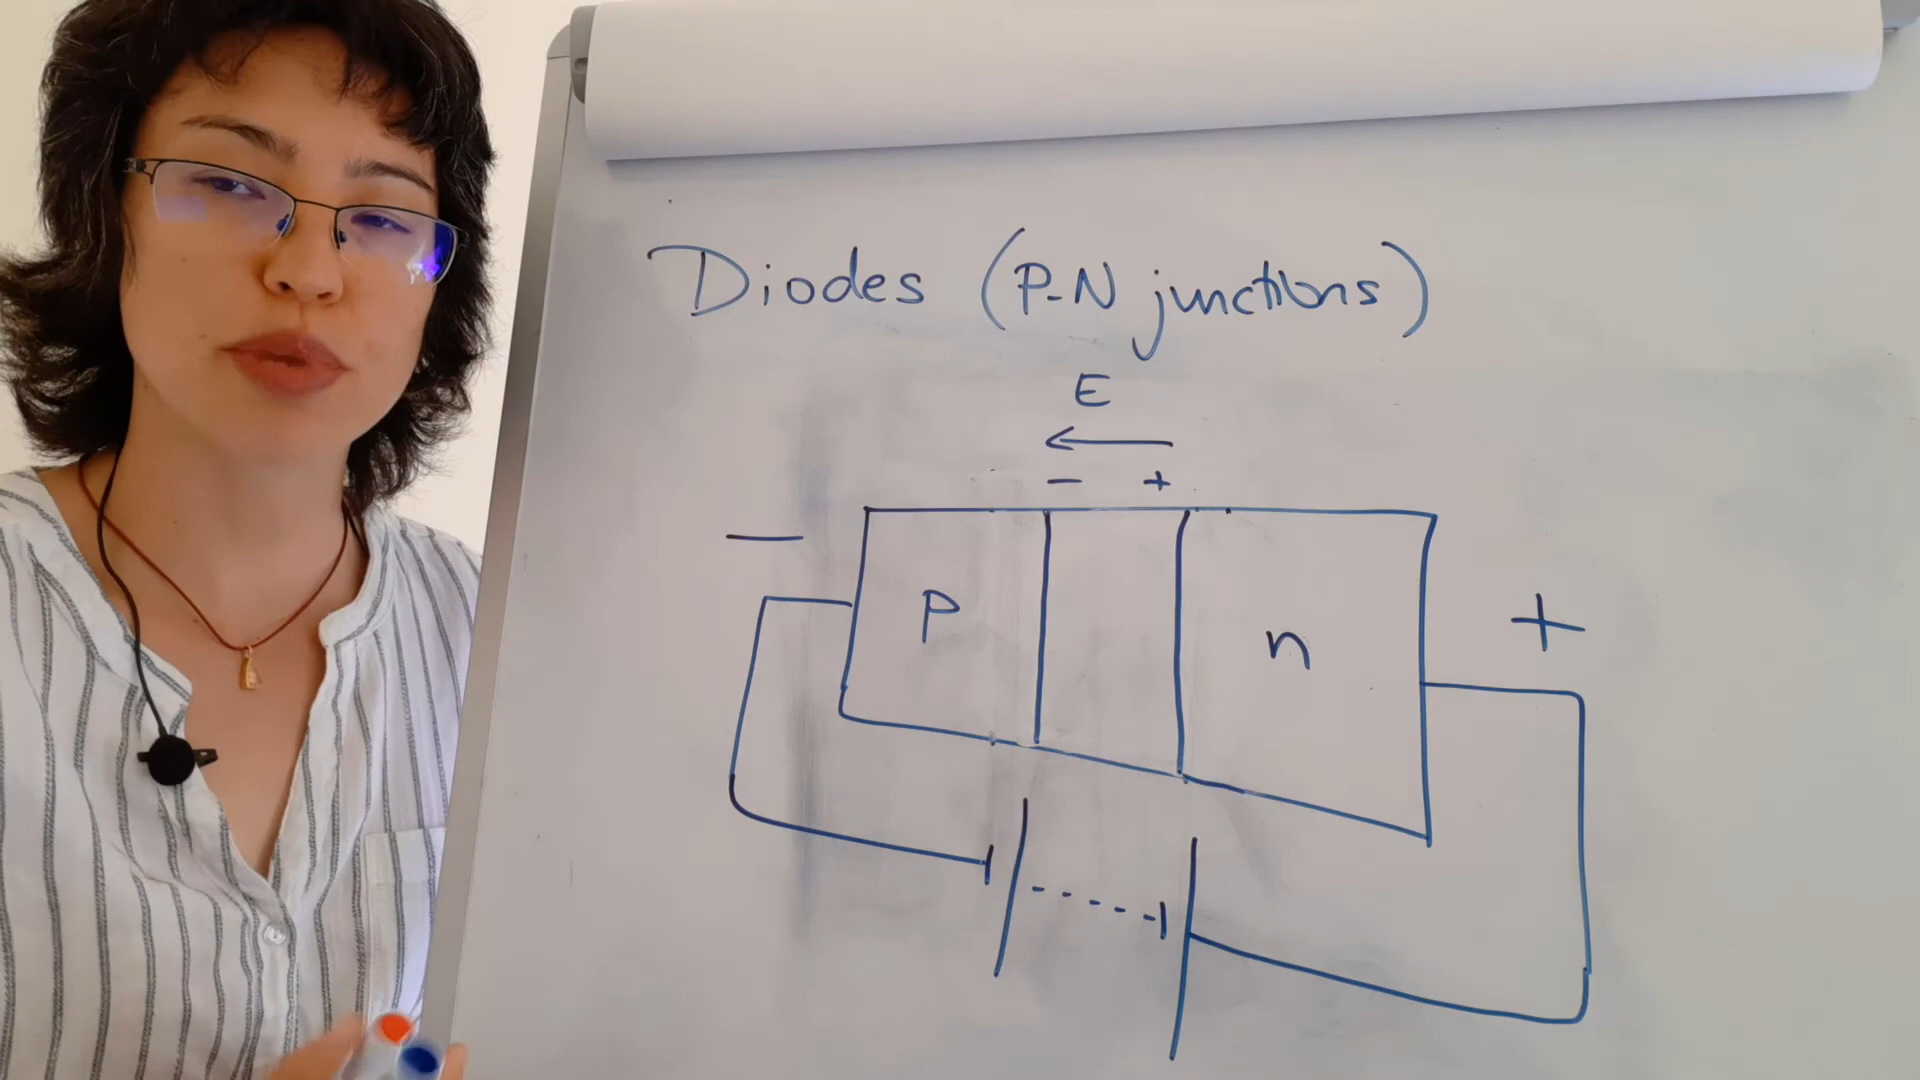 Diodes (P-N junctions)
E
- +
-
P
n
+